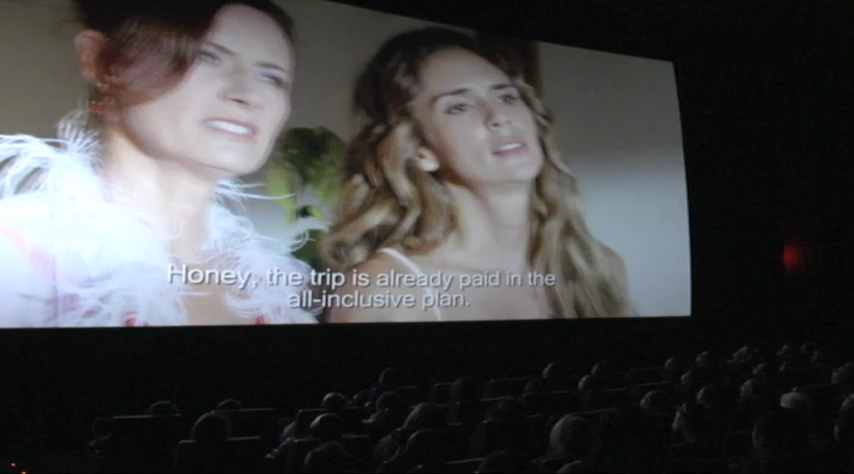 Honey, the trip is already paid in the
all-inclusive plan.